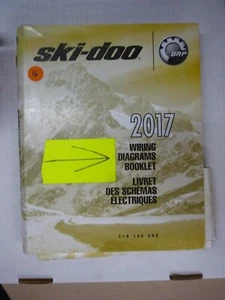 ski-doo
BRP
2017
WIRING
DIAGRAMS
BOOKLET
LIVRET
DES SCHÉMAS
ÉLECTRIQUES